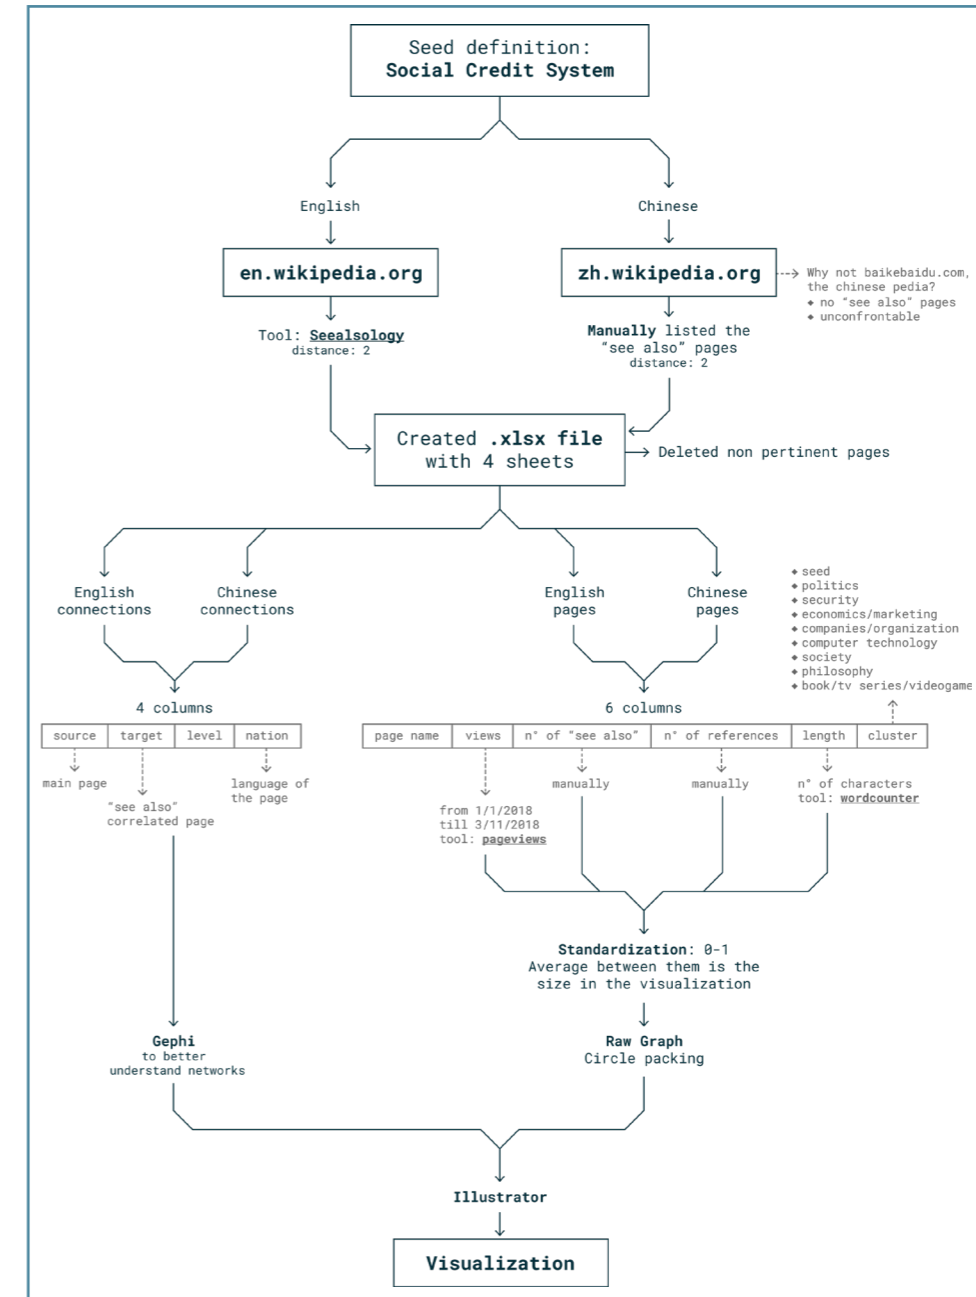 Seed definition:
Social Credit System
English
Chinese
en.wikipedia.org
zh.wikipedia.org
Why not baikebaidu.com,
the chinese pedia?
◆ no “see also” pages
◆ unconfrontable
Tool: Seealsology
distance: 2
Manually listed the
“see also” pages
distance: 2
Created .xlsx file
with 4 sheets
Deleted non pertinent pages
English
connections
Chinese
connections
English
pages
Chinese
pages
◆ seed
◆ politics
◆ security
◆ economics/marketing
◆ companies/organization
◆ computer technology
◆ society
◆ philosophy
◆ book/tv series/videogame
4 columns
6 columns
source
target
level
nation
page name
views
n° of “see also”
n° of references
length
cluster
main page
“see also”
correlated page
language of
the page
from 1/1/2018
till 3/11/2018
tool: pageviews
manually
manually
n° of characters
tool: wordcounter
Standardization: 0-1
Average between them is the
size in the visualization
Gephi
to better
understand networks
Raw Graph
Circle packing
Illustrator
Visualization